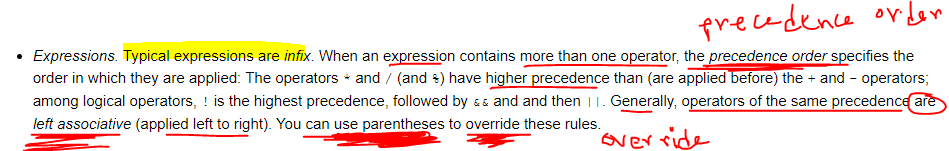 precedence order
• Expressions. Typical expressions are infix. When an expression contains more than one operator, the precedence order specifies the
order in which they are applied: The operators * and / (and %) have higher precedence than (are applied before) the + and - operators;
among logical operators, ! is the highest precedence, followed by && and and then ||. Generally, operators of the same precedence are
left associative (applied left to right). You can use parentheses to override these rules.
override